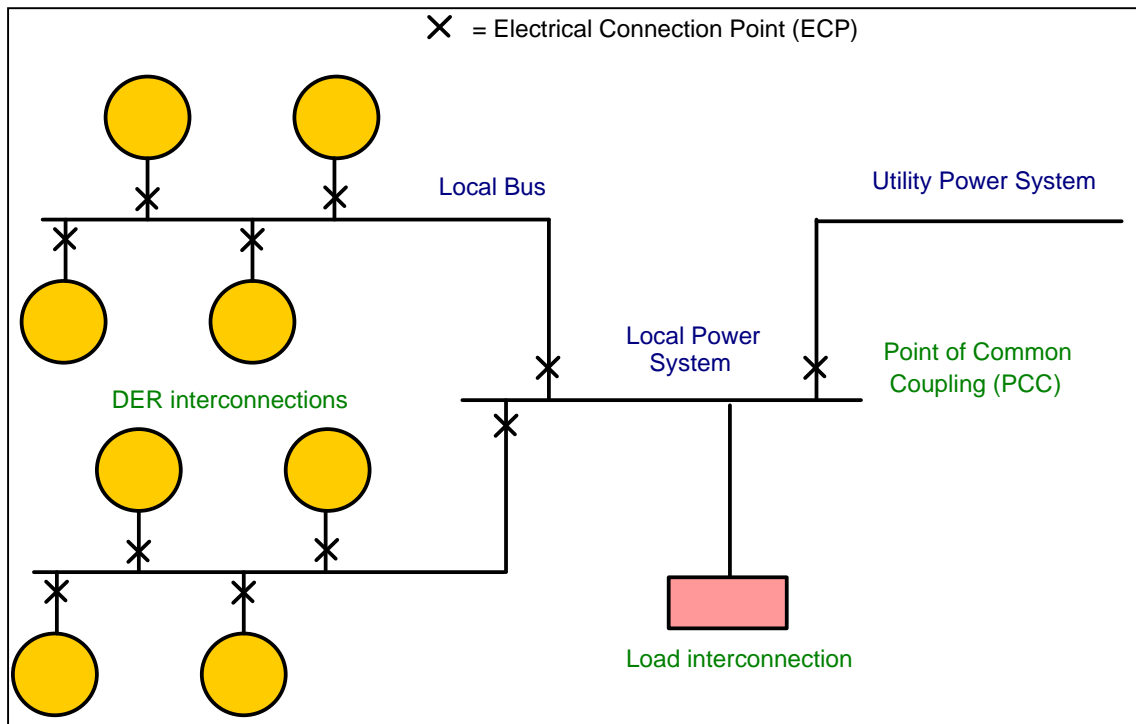 = Electrical Connection Point (ECP)
Local Bus
Utility Power System
Local Power
System
Point of Common
Coupling (PCC)
DER interconnections
Load interconnection